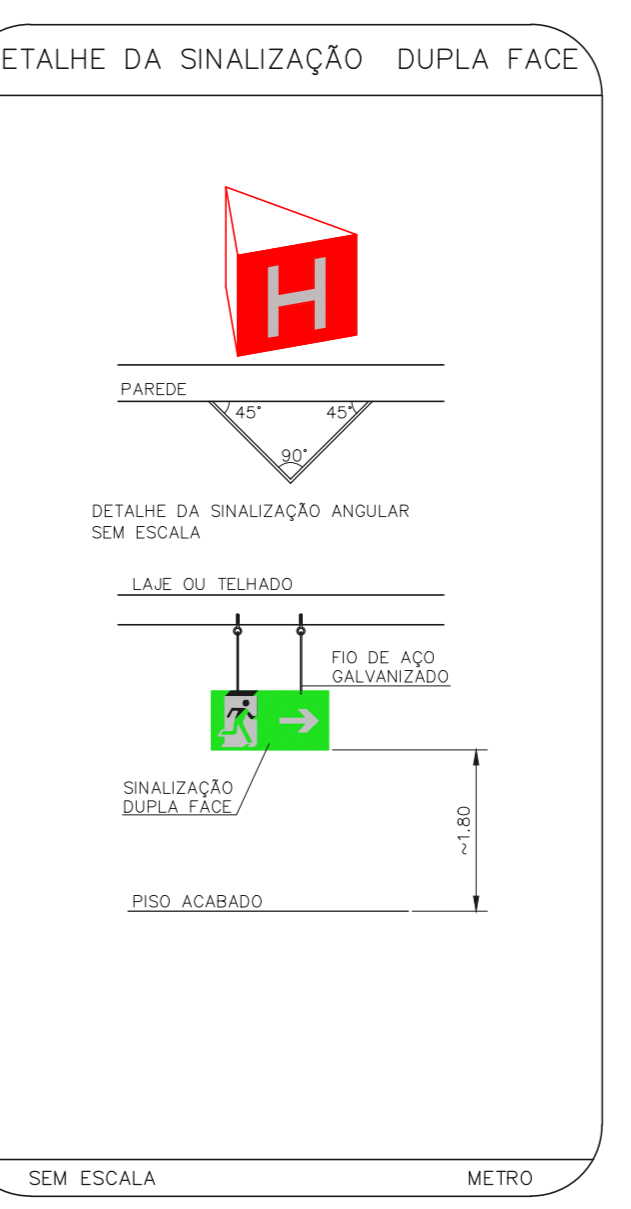 ETALHE DA SINALIZAÇÃO DUPLA FACE
H
PAREDE
45° 45°
90°
DETALHE DA SINALIZAÇÃO ANGULAR
SEM ESCALA
LAJE OU TELHADO
FIO DE AÇO
GALVANIZADO
SINALIZAÇÃO
DUPLA FACE
~1.80
PISO ACABADO
SEM ESCALA METRO